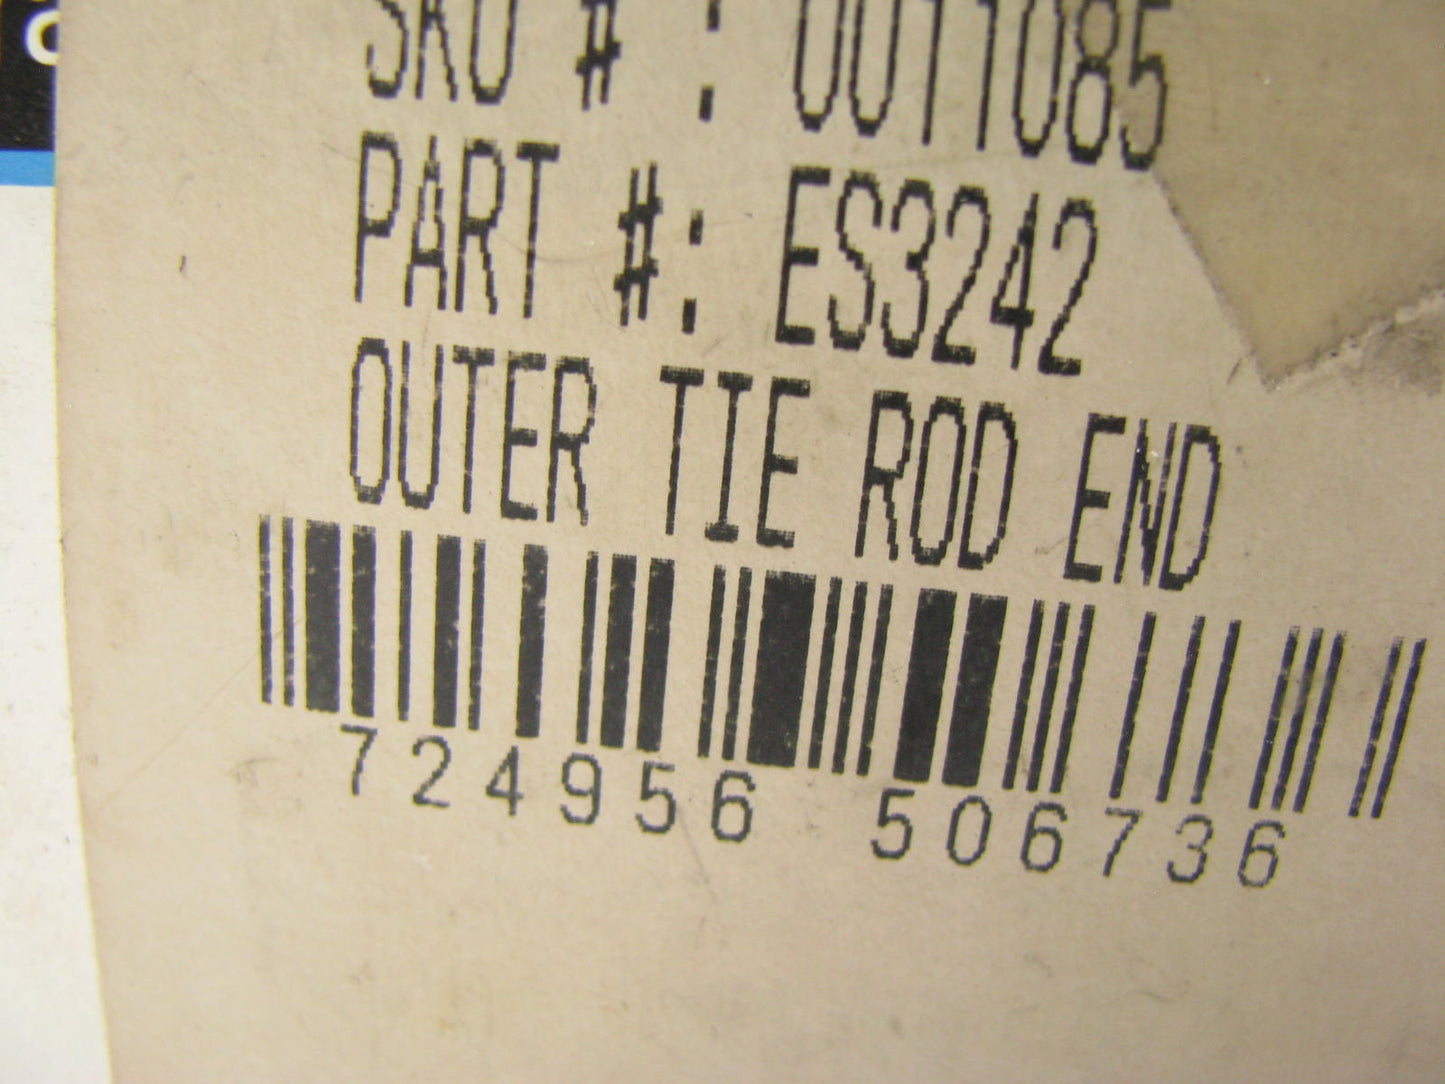 SKU # : 0011085
PART #: ES3242
OUTER TIE ROD END
724956 506736